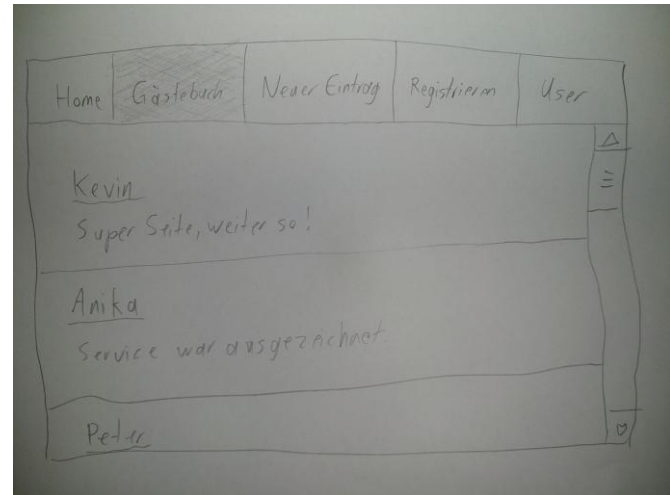 Home Gästebuch Neuer Eintrag Registrieren User
Kevin
Super Seite, weiter so!
Anika
Service war ausgezeichnet.
Peter